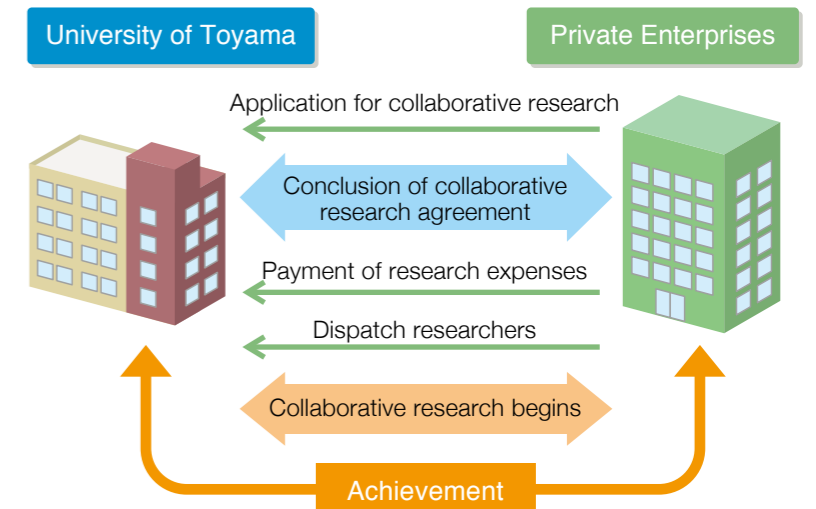 University of Toyama
Private Enterprises
Application for collaborative research
Conclusion of collaborative
research agreement
Payment of research expenses
Dispatch researchers
Collaborative research begins
Achievement